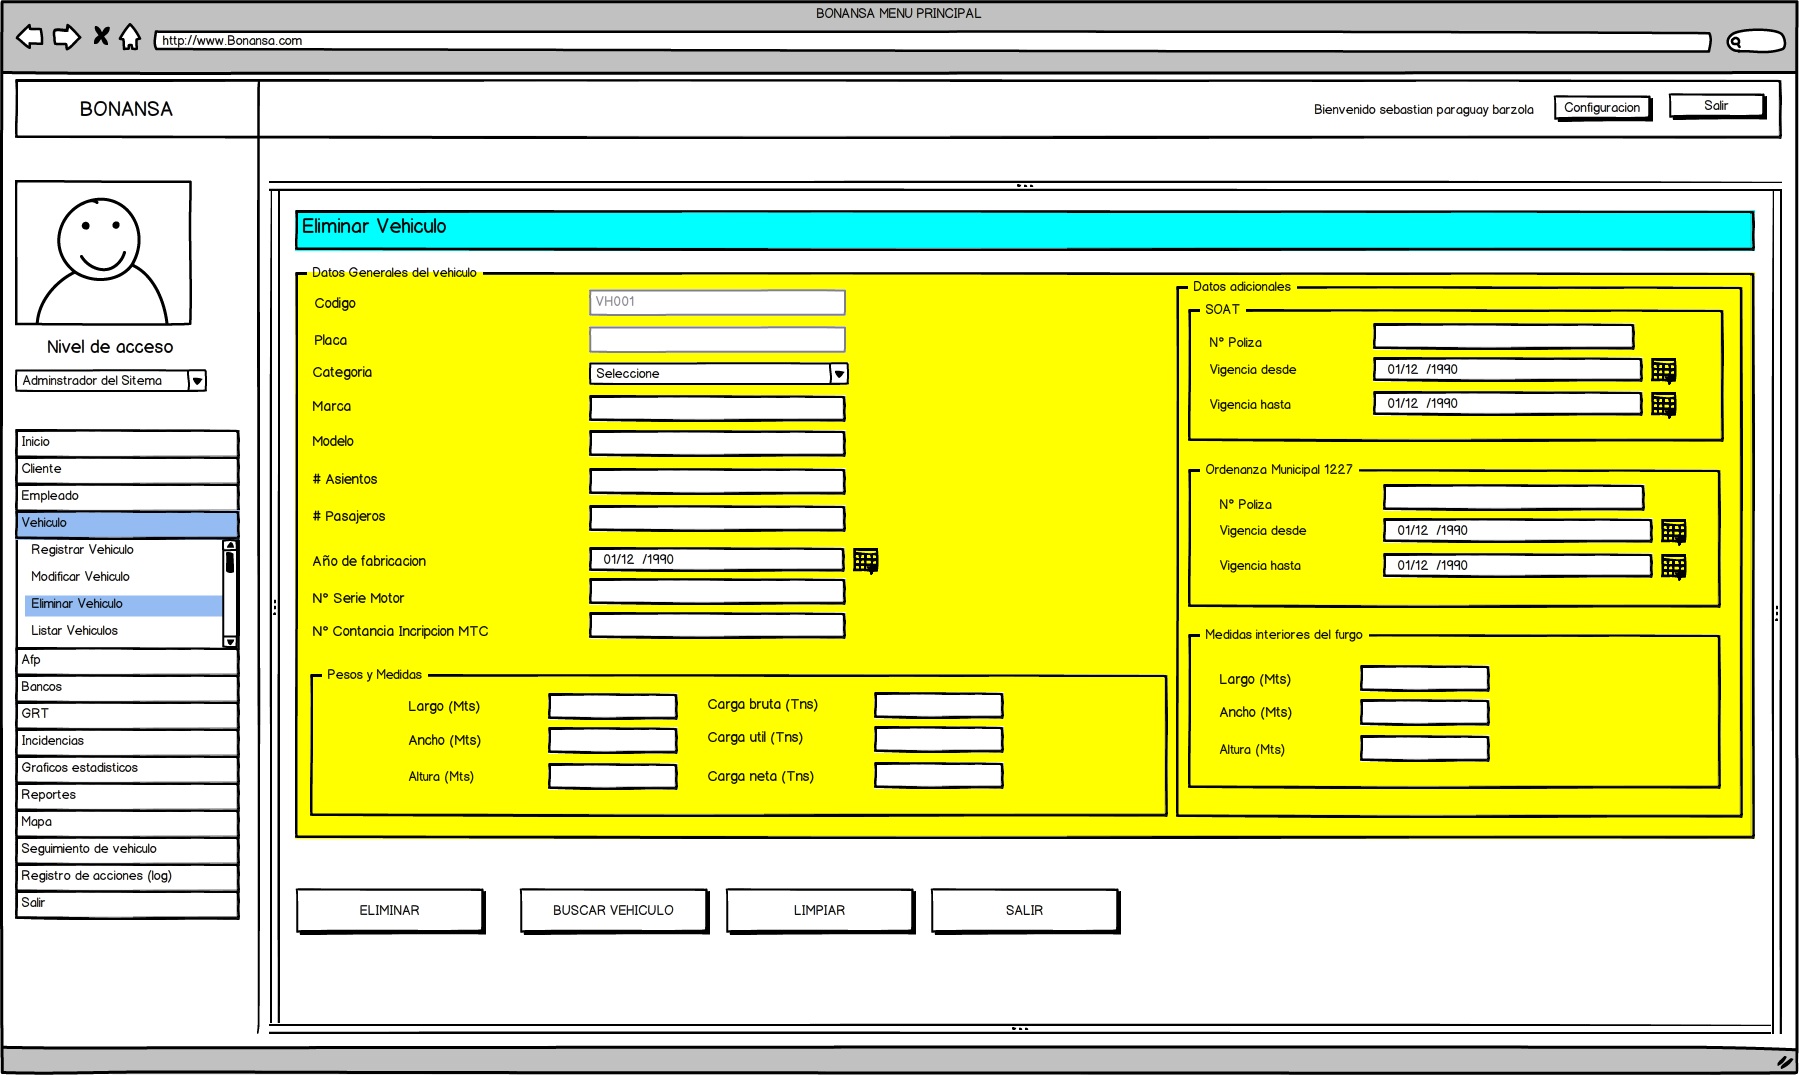 BONANSA MENU PRINCIPAL
http://www.Bonansa.com
BONANSA
Bienvenido sebastian paraguay barzola
Configuracion
Salir
Nivel de acceso
Adminstrador del Sitema
Inicio
Cliente
Empleado
Vehiculo
Registrar Vehiculo
Modificar Vehiculo
Eliminar Vehiculo
Listar Vehiculos
Afp
Bancos
GRT
Incidencias
Graficos estadisticos
Reportes
Mapa
Seguimiento de vehiculo
Registro de acciones (log)
Salir
Eliminar Vehiculo
Datos Generales del vehiculo
Codigo
VH001
Placa
Categoria
Seleccione
Marca
Modelo
# Asientos
# Pasajeros
Año de fabricacion
01/12 /1990
N° Serie Motor
N° Contancia Incripcion MTC
Pesos y Medidas
Largo (Mts)
Carga bruta (Tns)
Ancho (Mts)
Carga util (Tns)
Altura (Mts)
Carga neta (Tns)
Datos adicionales
SOAT
N° Poliza
Vigencia desde
01/12 /1990
Vigencia hasta
01/12 /1990
Ordenanza Municipal 1227
N° Poliza
Vigencia desde
01/12 /1990
Vigencia hasta
01/12 /1990
Medidas interiores del furgo
Largo (Mts)
Ancho (Mts)
Altura (Mts)
ELIMINAR
BUSCAR VEHICULO
LIMPIAR
SALIR